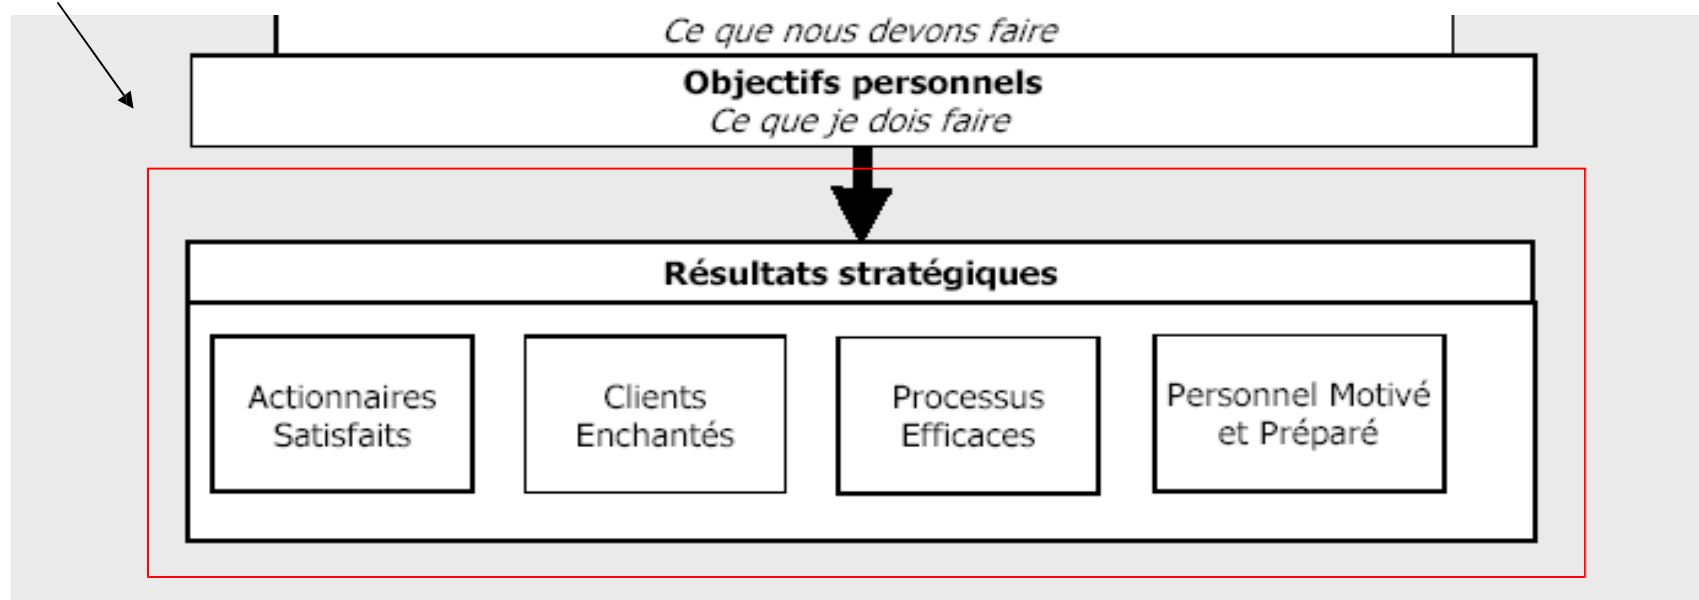 Ce que nous devons faire
Objectifs personnels
Ce que je dois faire
Résultats stratégiques
Actionnaires
Satisfaits
Clients
Enchantés
Processus
Efficaces
Personnel Motivé
et Préparé